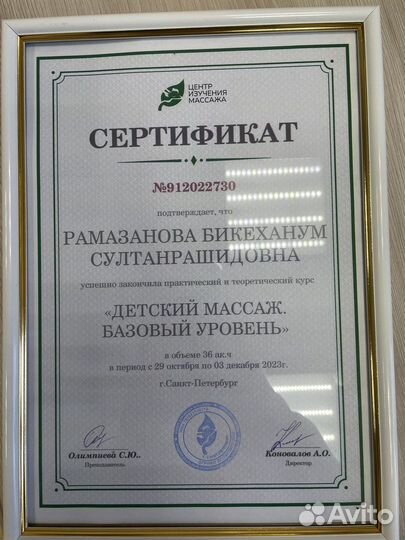 ЦЕНТР
ИЗУЧЕНИЯ
МАССАЖА
СЕРТИФИКАТ
№912022730
подтверждает, что
РАМАЗАНОВА БИКЕХАНУМ
СУЛТАНРАШИДОВНА
успешно закончила практический и теоретический курс
«ДЕТСКИЙ МАССАЖ.
БАЗОВЫЙ УРОВЕНЬ»
в объеме 36 ак.ч
в период с 29 октября по 03 декабря 2023г.
г.Санкт-Петербург
Олимпиева С.Ю..
Преподаватель
Коновалов А.О.
Директор
Avito